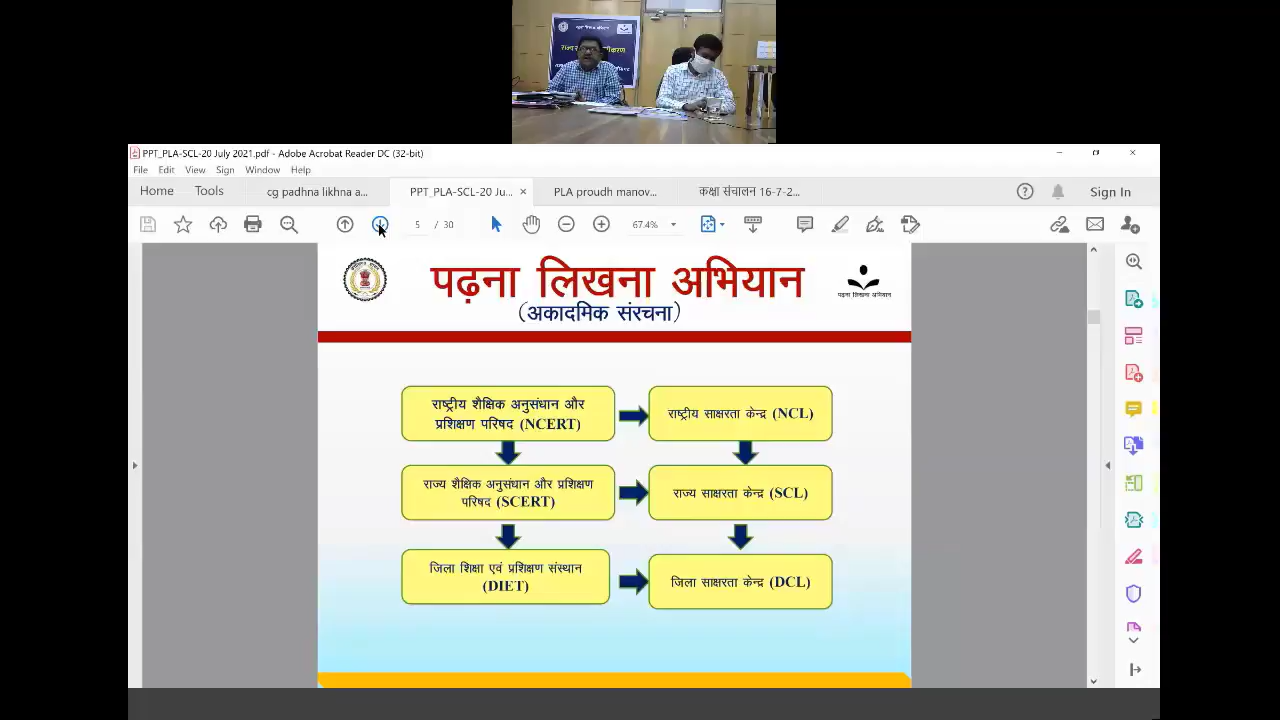 PPT_PLA-SCL-20 July 2021.pdf - Adobe Acrobat Reader DC (32-bit)
File Edit View Sign Window Help
Home Tools cg padhna likhna a... PPT_PLA-SCL-20 Ju... × PLA proudh manov... कक्षा संचालन 16-7-2... Sign In
5 / 30 67.4%
पढ़ना लिखना अभियान
(अकादमिक संरचना)
पढ़ना लिखना अभियान
राष्ट्रीय शैक्षिक अनुसंधान और
प्रशिक्षण परिषद (NCERT)
राष्ट्रीय साक्षरता केन्द्र (NCL)
राज्य शैक्षिक अनुसंधान और प्रशिक्षण
परिषद (SCERT)
राज्य साक्षरता केन्द्र (SCL)
जिला शिक्षा एवं प्रशिक्षण संस्थान
(DIET)
जिला साक्षरता केन्द्र (DCL)